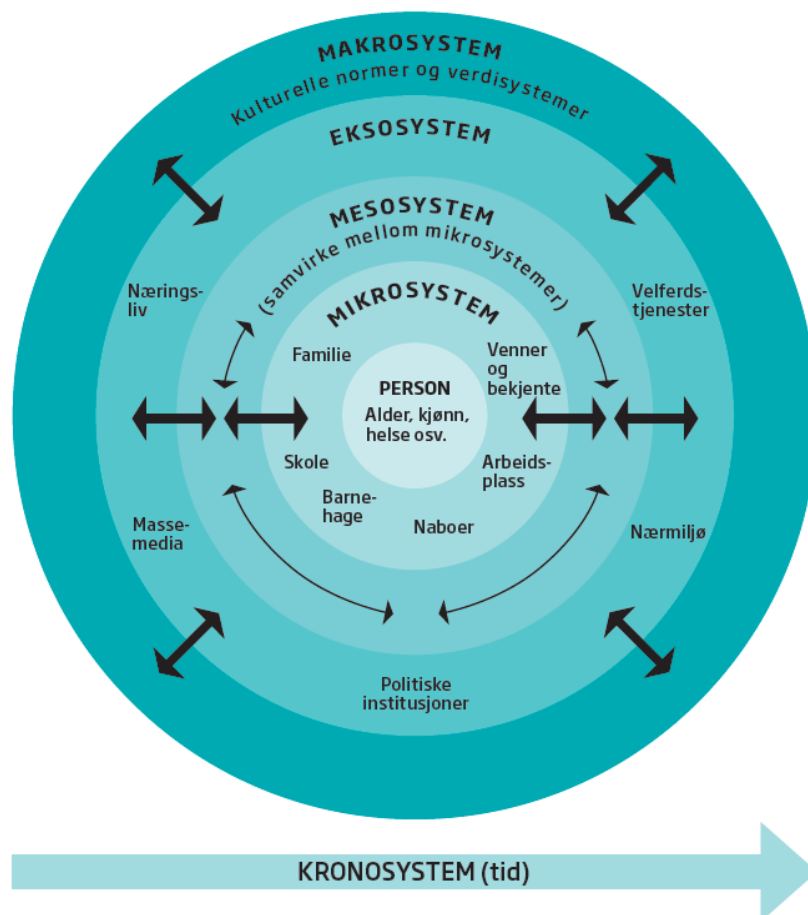 MAKROSYSTEM
Kulturelle normer og verdisystemer
EKSOSYSTEM
MESOSYSTEM
(samvirke mellom mikrosystemer)
Nærings-
liv
Velferds-
tjenester
MIKROSYSTEM
Familie
Venner
og
bekjente
PERSON
Alder, kjønn,
helse osv.
Skole
Arbeids-
plass
Barne-
hage
Naboer
Masse-
media
Nærmiljø
Politiske
institusjoner
KRONOSYSTEM (tid)